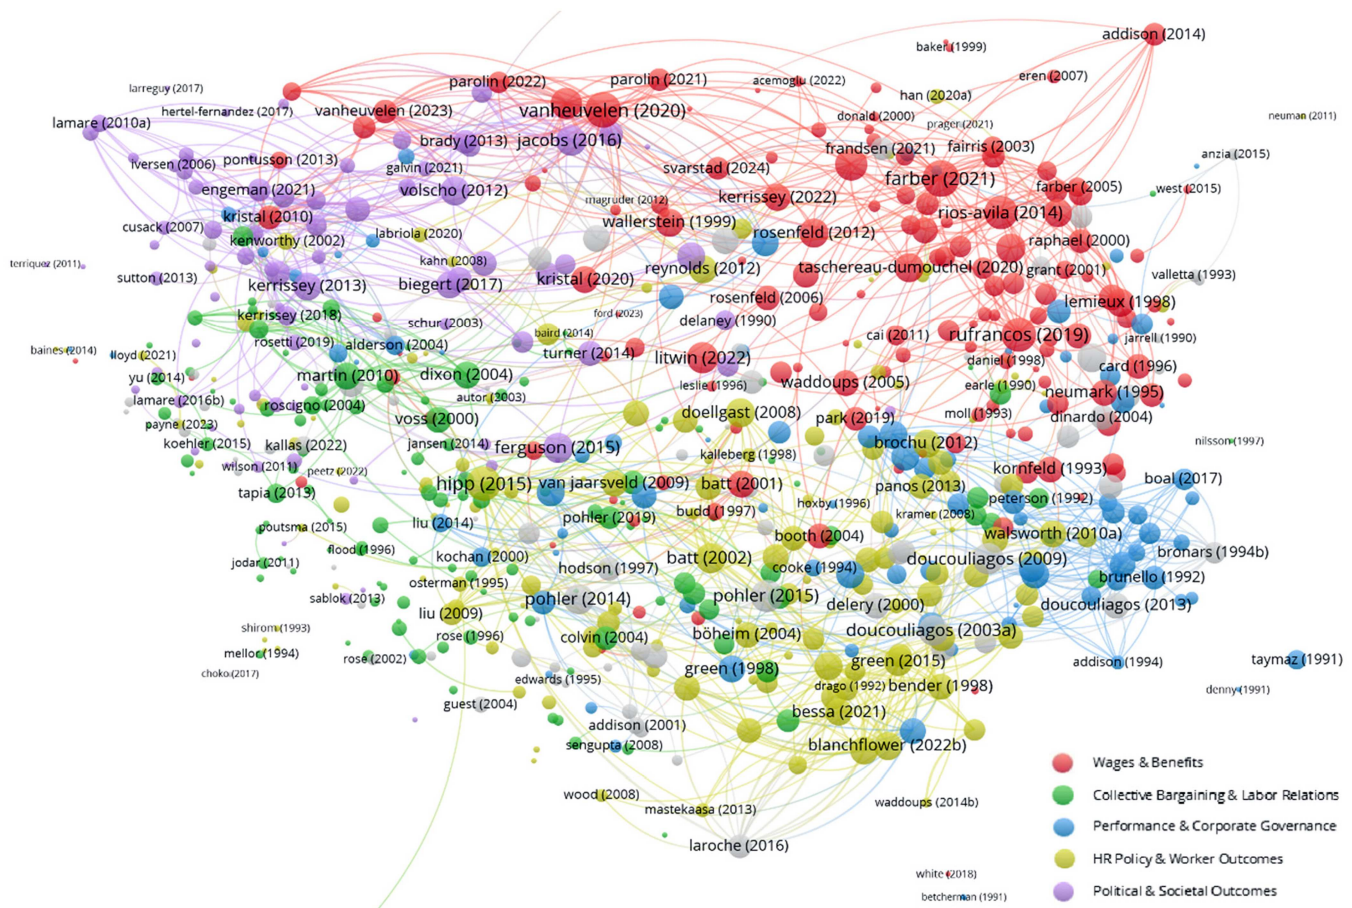 addison (2014)
baker (1999)
parolin (2022)
parolin (2021)
acemoglu (2022)
eren (2007)
larreguy (2017)
hertel-fernandez (2017)
vanheuvelen (2023)
vanheuvelen (2020)
han (2020a)
donald (2000)
prager (2021)
neuman (2011)
lamare (2010a)
brady (2013)
jacobs (2016)
frandsen (2021)
fairris (2003)
anzia (2015)
iversen (2006)
pontusson (2013)
galvin (2021)
svarstad (2024)
farber (2021)
farber (2005)
west (2015)
engeman (2021)
volscho (2012)
magruder (2012)
kerrissey (2022)
kristal (2010)
wallerstein (1999)
rios-avila (2014)
cusack (2007)
kenworthy (2002)
labriola (2020)
rosenfeld (2012)
raphael (2000)
terriquez (2011)
kahn (2008)
reynolds (2012)
taschereau-dumouchel (2020)
grant (2001)
valletta (1993)
sutton (2013)
kerrissey (2013)
biegert (2017)
kristal (2020)
rosenfeld (2006)
lemieux (1998)
kerrissey (2018)
schur (2003)
ford (2023)
delaney (1990)
rosetti (2019)
alderson (2004)
baird (2014)
cai (2011)
rufrancos (2019)
jarrell (1990)
baines (2014)
lloyd (2021)
turner (2014)
litwin (2022)
daniel (1998)
card (1996)
yu (2014)
martin (2010)
dixon (2004)
leslie (1996)
waddoups (2005)
earle (1990)
neumark (1995)
lamare (2016b)
roscigno (2004)
autor (2003)
voss (2000)
doellgast (2008)
park (2019)
moll (1993)
dinardo (2004)
payne (2023)
koehler (2015)
kallas (2022)
jansen (2014)
ferguson (2015)
kalleberg (1998)
brochu (2012)
nilsson (1997)
wilson (2011)
peetz (2022)
kornfeld (1993)
tapia (2013)
hipp (2015)
van jaarsveld (2009)
batt (2001)
panos (2013)
boal (2017)
hoxby (1996)
peterson (1992)
poutsma (2015)
liu (2014)
pohler (2019)
budd (1997)
kramer (2008)
walsworth (2010a)
booth (2004)
jodar (2011)
flood (1996)
kochan (2000)
hodson (1997)
batt (2002)
cooke (1994)
doucouliagos (2009)
bronars (1994b)
brunello (1992)
sablok (2013)
osterman (1995)
pohler (2014)
pohler (2015)
delery (2000)
doucouliagos (2013)
shirom (1993)
liu (2009)
rose (1996)
colvin (2004)
böheim (2004)
doucouliagos (2003a)
mellor (1994)
rose (2002)
choko (2017)
edwards (1995)
green (1998)
green (2015)
addison (1994)
taymaz (1991)
drago (1992)
bender (1998)
denny (1991)
guest (2004)
addison (2001)
bessa (2021)
sengupta (2008)
blanchflower (2022b)
wood (2008)
mastekaasa (2013)
waddoups (2014b)
laroche (2016)
white (2018)
betcherman (1991)
Wages & Benefits
Collective Bargaining & Labor Relations
Performance & Corporate Governance
HR Policy & Worker Outcomes
Political & Societal Outcomes